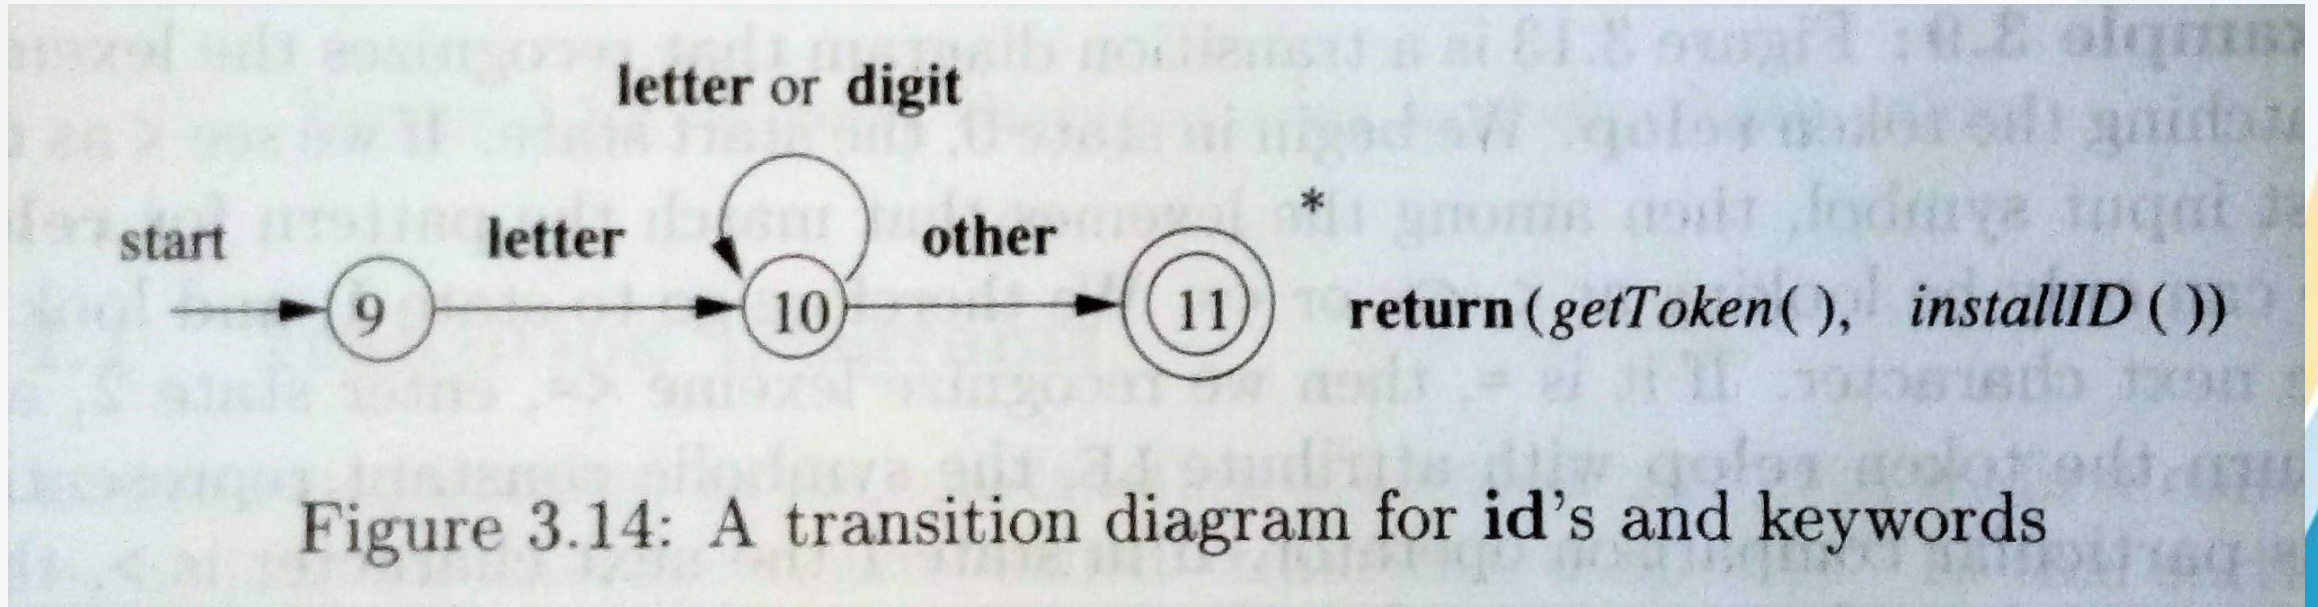 letter or digit
start letter other *
9 10 11 return(getToken( ), installID ( ))
Figure 3.14: A transition diagram for id's and keywords